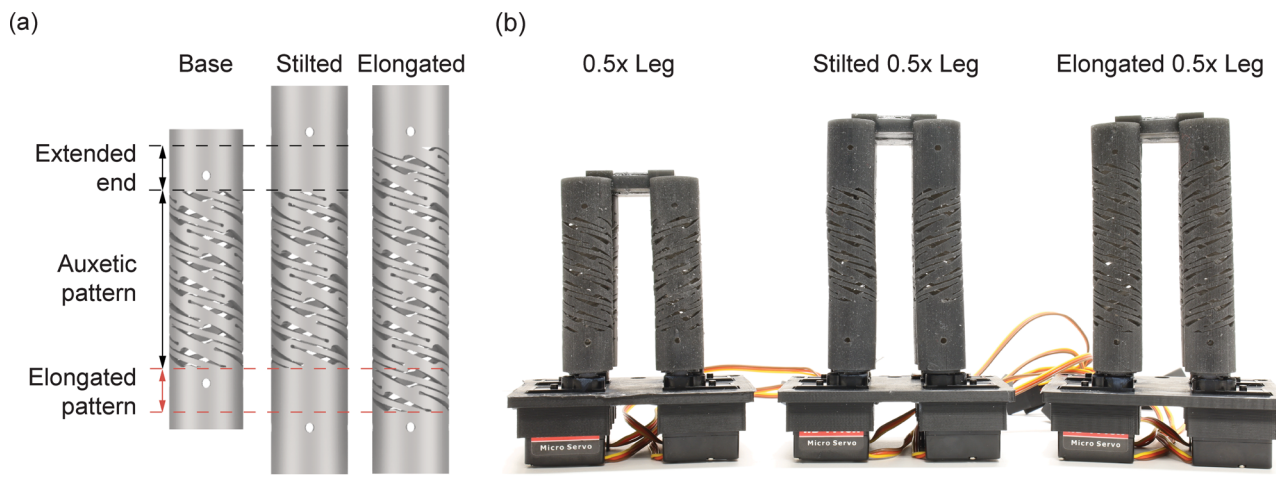 (a)
Base
Stilted
Elongated
Extended
end
Auxetic
pattern
Elongated
pattern
(b)
0.5x Leg
Stilted 0.5x Leg
Elongated 0.5x Leg
Micro Servo
Micro Servo
Micro Servo